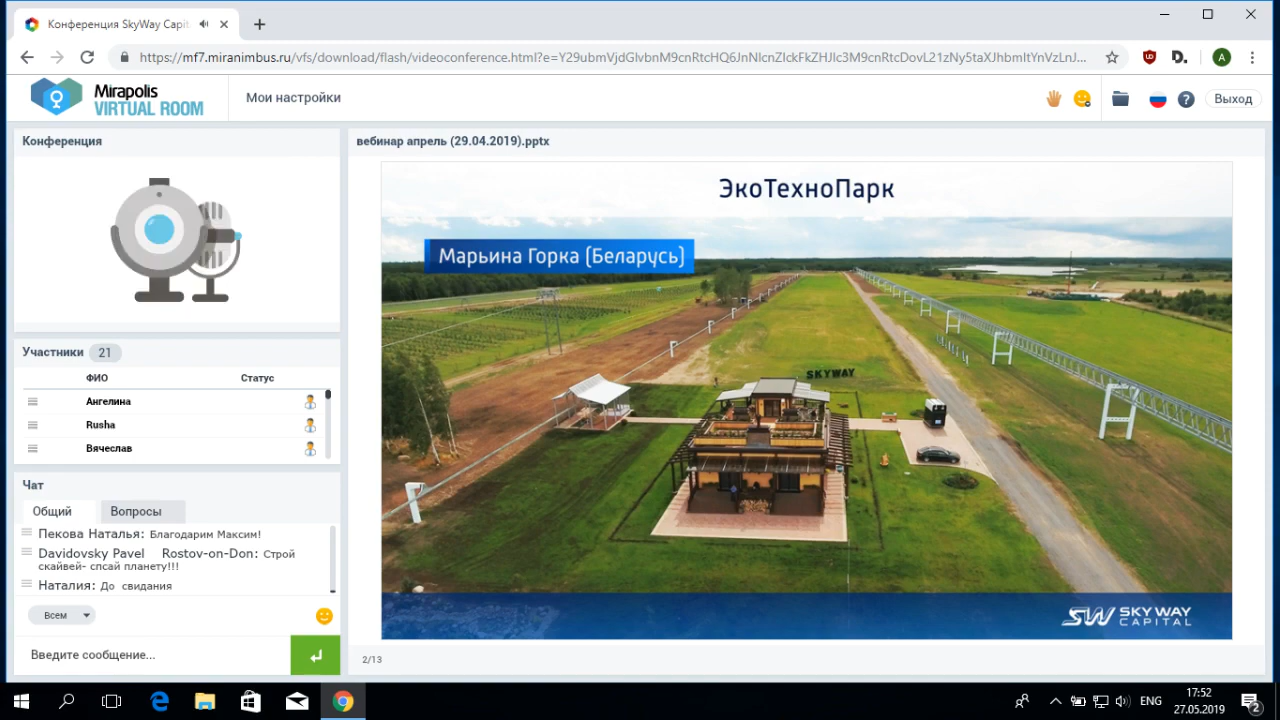 Конференция SkyWay Capit
https://mf7.miranimbus.ru/vfs/download/flash/videoconference.html?e=Y29ubmVjdGlvbnM9cnRtcHQ6JnNlcnZlckFkZHJlc3M9cnRtcDovL21zNy5taXJhbmltYnVzLnJ...
A
Mirapolis
VIRTUAL ROOM
Мои настройки
Выход
Конференция
вебинар апрель (29.04.2019).pptx
ЭкоТехноПарк
Марьина Горка (Беларусь)
SKYWAY
SW SKY WAY
CAPITAL
2/13
Участники 21
ФИО Статус
Ангелина
Rusha
Вячеслав
Чат
Общий Вопросы
Пекова Наталья: Благодарим Максим!
Davidovsky Pavel Rostov-on-Don: Строй
скайвей- спсай планету!!!
Наталия: До свидания
Всем
Введите сообщение...
ENG
17:52
27.05.2019
2